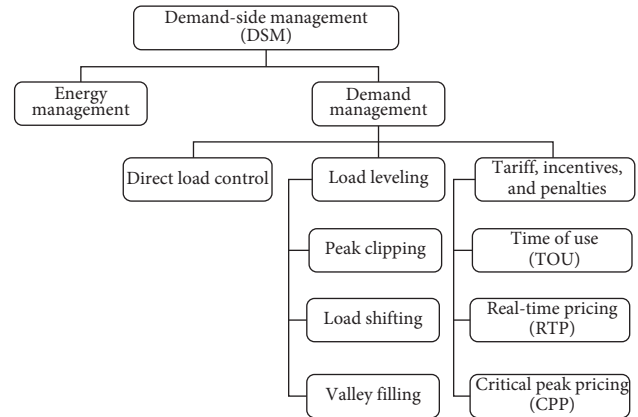 Demand-side management
(DSM)
Energy
management
Demand
management
Direct load control
Load leveling
Tariff, incentives,
and penalties
Peak clipping
Time of use
(TOU)
Load shifting
Real-time pricing
(RTP)
Valley filling
Critical peak pricing
(CPP)